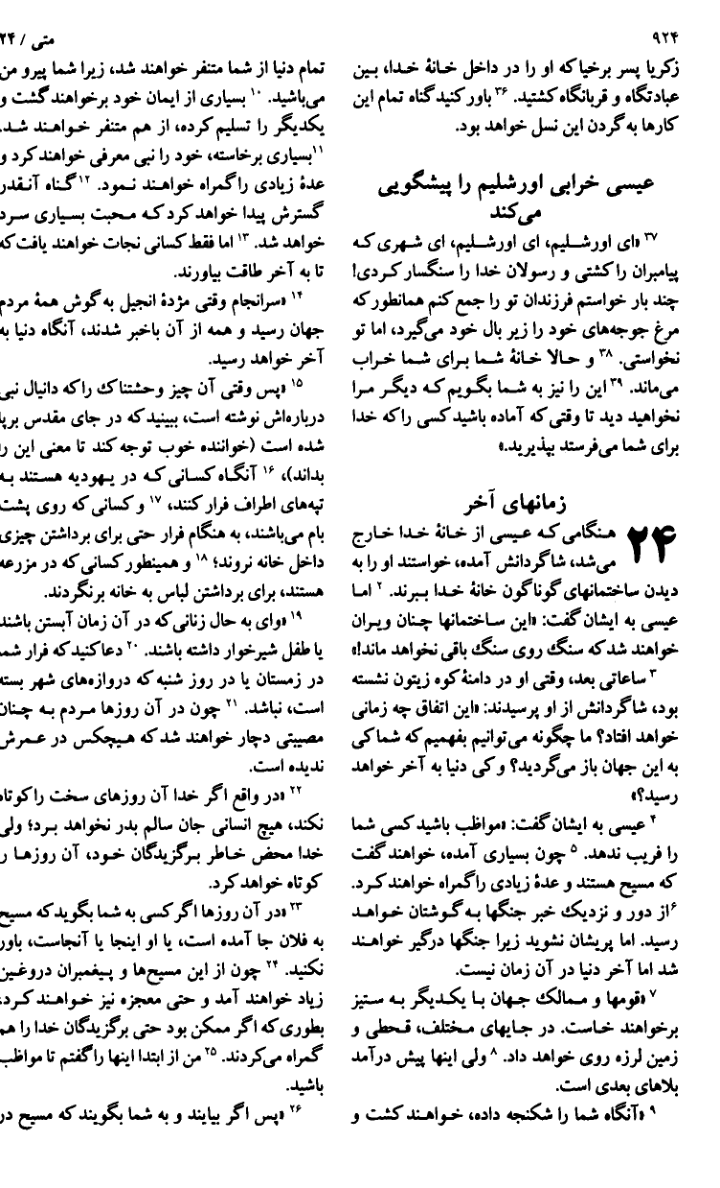 ۹۲۴
متی / ۲۴
زکریا پسر برخیا که او را در داخل خانهٔ خدا، بین
عبادتگاه و قربانگاه کشتید. ۳۶ باور کنید گناه تمام این
کارها به گردن این نسل خواهد بود.
عیسی خرابی اورشلیم را پیشگویی
می‌کند
۳۷ «ای اورشلیم، ای اورشلیم، ای شهری که
پیامبران را کشتی و رسولان خدا را سنگسار کردی!
چند بار خواستم فرزندان تو را جمع کنم همانطور که
مرغ جوجه‌های خود را زیر بال خود می‌گیرد، اما تو
نخواستی. ۳۸ و حالا خانهٔ شما برای شما خراب
می‌ماند. ۳۹ این را نیز به شما بگویم که دیگر مرا
نخواهید دید تا وقتی که آماده باشید کسی را که خدا
برای شما می‌فرستد بپذیرید.»
زمانهای آخر
۲۴ هنگامی که عیسی از خانهٔ خدا خارج
می‌شد، شاگردانش آمده، خواستند او را به
دیدن ساختمانهای گوناگون خانهٔ خدا ببرند. ۲ اما
عیسی به ایشان گفت: «این ساختمانها چنان ویران
خواهند شد که سنگ روی سنگ باقی نخواهد ماند!»
۳ ساعاتی بعد، وقتی او در دامنهٔ کوه زیتون نشسته
بود، شاگردانش از او پرسیدند: «این اتفاق چه زمانی
خواهد افتاد؟ ما چگونه می‌توانیم بفهمیم که شما کی
به این جهان باز می‌گردید؟ و کی دنیا به آخر خواهد
رسید؟»
۴ عیسی به ایشان گفت: «مواظب باشید کسی شما
را فریب ندهد. ۵ چون بسیاری آمده، خواهند گفت
که مسیح هستند و عدهٔ زیادی را گمراه خواهند کرد.
۶ از دور و نزدیک خبر جنگها به گوشتان خواهد
رسید. اما پریشان نشوید زیرا جنگها درگیر خواهند
شد اما آخر دنیا در آن زمان نیست.
۷ «قومها و ممالک جهان با یکدیگر به ستیز
برخواهند خاست. در جایهای مختلف، قحطی و
زمین لرزه روی خواهد داد. ۸ ولی اینها پیش درآمد
بلاهای بعدی است.
۹ «آنگاه شما را شکنجه داده، خواهند کشت و
تمام دنیا از شما متنفر خواهند شد، زیرا شما پیرو من
می‌باشید. ۱۰ بسیاری از ایمان خود برخواهند گشت و
یکدیگر را تسلیم کرده، از هم متنفر خواهند شد.
۱۱ بسیاری برخاسته، خود را نبی معرفی خواهند کرد و
عدهٔ زیادی را گمراه خواهند نمود. ۱۲ گناه آنقدر
گسترش پیدا خواهد کرد که محبت بسیاری سرد
خواهد شد. ۱۳ اما فقط کسانی نجات خواهند یافت که
تا به آخر طاقت بیاورند.
۱۴ «سرانجام وقتی مژدهٔ انجیل به گوش همهٔ مردم
جهان رسید و همه از آن باخبر شدند، آنگاه دنیا به
آخر خواهد رسید.
۱۵ «پس وقتی آن چیز وحشتناک را که دانیال نبی
درباره‌اش نوشته است، ببینید که در جای مقدس برپا
شده است (خواننده خوب توجه کند تا معنی این را
بداند)، ۱۶ آنگاه کسانی که در یهودیه هستند به
تپه‌های اطراف فرار کنند، ۱۷ و کسانی که روی پشت
بام می‌باشند، به هنگام فرار حتی برای برداشتن چیزی
داخل خانه نروند؛ ۱۸ و همینطور کسانی که در مزرعه
هستند، برای برداشتن لباس به خانه برنگردند.
۱۹ «وای به حال زنانی که در آن زمان آبستن باشند
یا طفل شیرخوار داشته باشند. ۲۰ دعا کنید که فرار شما
در زمستان یا در روز شنبه که دروازه‌های شهر بسته
است، نباشد. ۲۱ چون در آن روزها مردم به چنان
مصیبتی دچار خواهند شد که هیچکس در عمرش
ندیده است.
۲۲ «در واقع اگر خدا آن روزهای سخت را کوتاه
نکند، هیچ انسانی جان سالم بدر نخواهد برد؛ ولی
خدا محض خاطر برگزیدگان خود، آن روزها را
کوتاه خواهد کرد.
۲۳ «در آن روزها اگر کسی به شما بگوید که مسیح
به فلان جا آمده است، یا او اینجا یا آنجاست، باور
نکنید. ۲۴ چون از این مسیح‌ها و پیغمبران دروغین
زیاد خواهند آمد و حتی معجزه نیز خواهند کرد،
بطوری که اگر ممکن بود حتی برگزیدگان خدا را هم
گمراه می‌کردند. ۲۵ من از ابتدا اینها را گفتم تا مواظب
باشید.
۲۶ «پس اگر بیایند و به شما بگویند که مسیح در